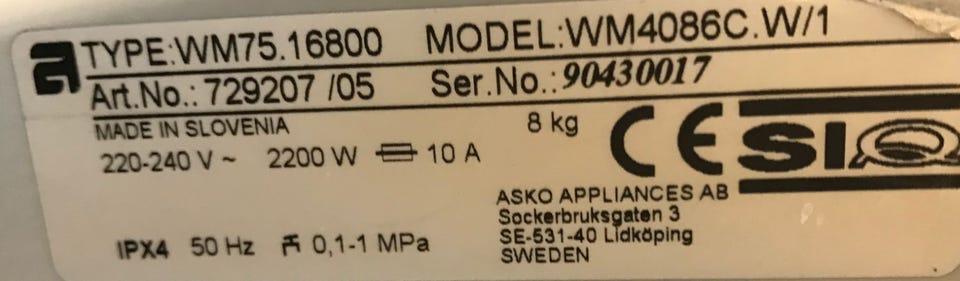 TYPE:WM75.16800 MODEL:WM4086C.W/1
Art.No.: 729207 /05 Ser.No.: 90430017
MADE IN SLOVENIA 8 kg CE SIQ
220-240 V ~ 2200 W 10 A
ASKO APPLIANCES AB
Sockerbruksgaten 3
SE-531-40 Lidköping
SWEDEN
IPX4 50 Hz 0,1-1 MPa